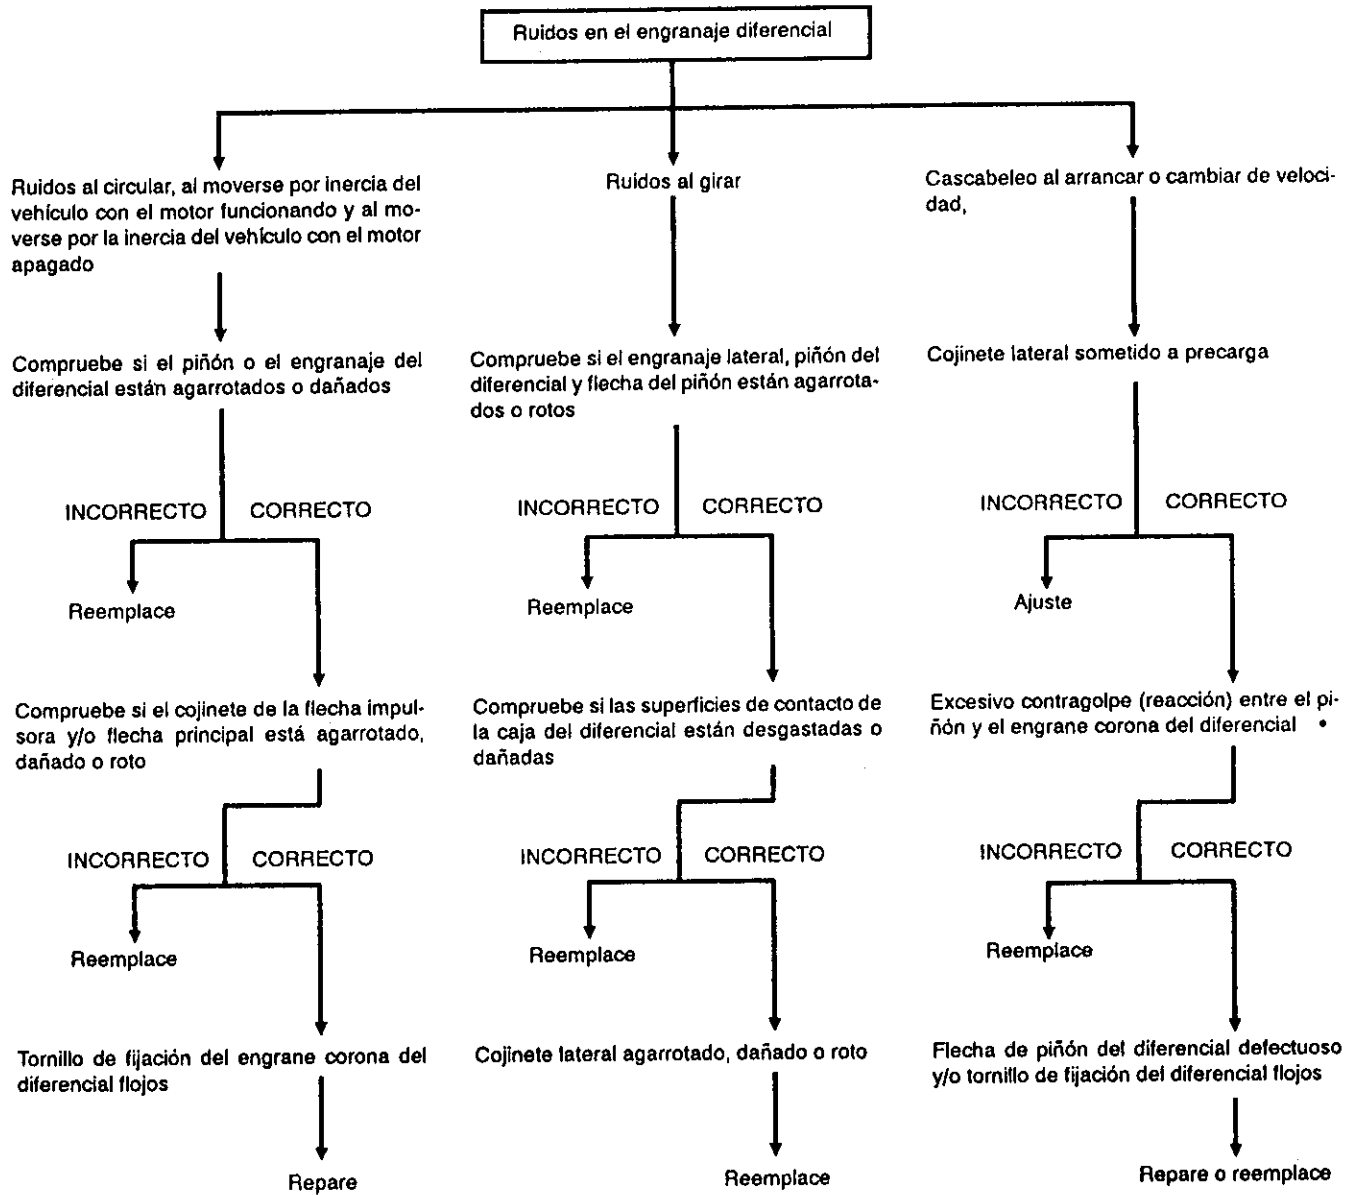 Ruidos en el engranaje diferencial
Ruidos al circular, al moverse por inercia del
vehículo con el motor funcionando y al mo-
verse por la inercia del vehículo con el motor
apagado
Compruebe si el piñón o el engranaje del
diferencial están agarrotados o dañados
INCORRECTO CORRECTO
Reemplace
Compruebe si el cojinete de la flecha impul-
sora y/o flecha principal está agarrotado,
dañado o roto
INCORRECTO CORRECTO
Reemplace
Tornillo de fijación del engrane corona del
diferencial flojos
Repare
Ruidos al girar
Compruebe si el engranaje lateral, piñón del
diferencial y flecha del piñón están agarrota-
dos o rotos
INCORRECTO CORRECTO
Reemplace
Compruebe si las superficies de contacto de
la caja del diferencial están desgastadas o
dañadas
INCORRECTO CORRECTO
Reemplace
Cojinete lateral agarrotado, dañado o roto
Reemplace
Cascabeleo al arrancar o cambiar de veloci-
dad,
Cojinete lateral sometido a precarga
INCORRECTO CORRECTO
Ajuste
Excesivo contragolpe (reacción) entre el pi-
ñón y el engrane corona del diferencial •
INCORRECTO CORRECTO
Reemplace
Flecha de piñón del diferencial defectuoso
y/o tornillo de fijación del diferencial flojos
Repare o reemplace